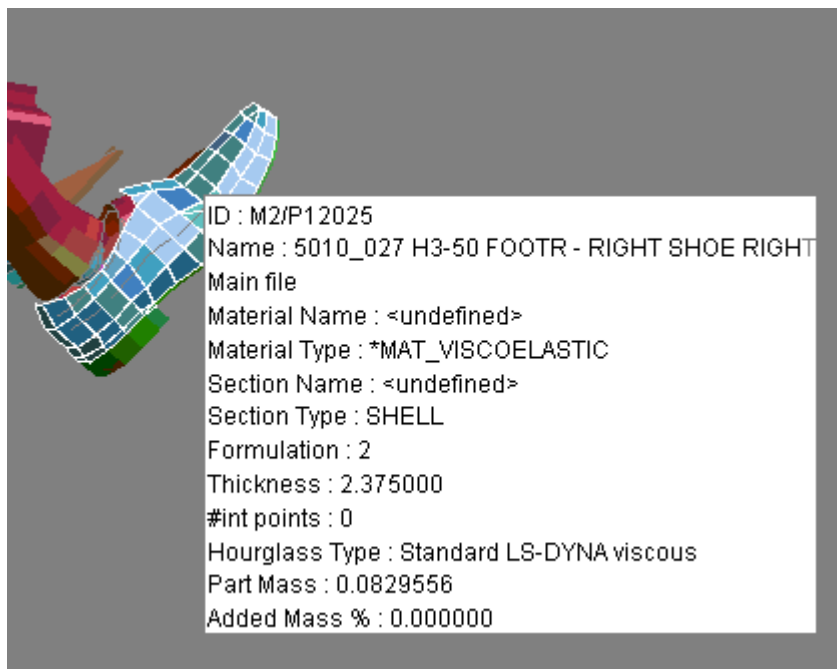 ID : M2/P12025
Name : 5010_027 H3-50 FOOTR - RIGHT SHOE RIGHT
Main file
Material Name : <undefined>
Material Type : *MAT_VISCOELASTIC
Section Name : <undefined>
Section Type : SHELL
Formulation : 2
Thickness : 2.375000
#int points : 0
Hourglass Type : Standard LS-DYNA viscous
Part Mass : 0.0829556
Added Mass % : 0.000000